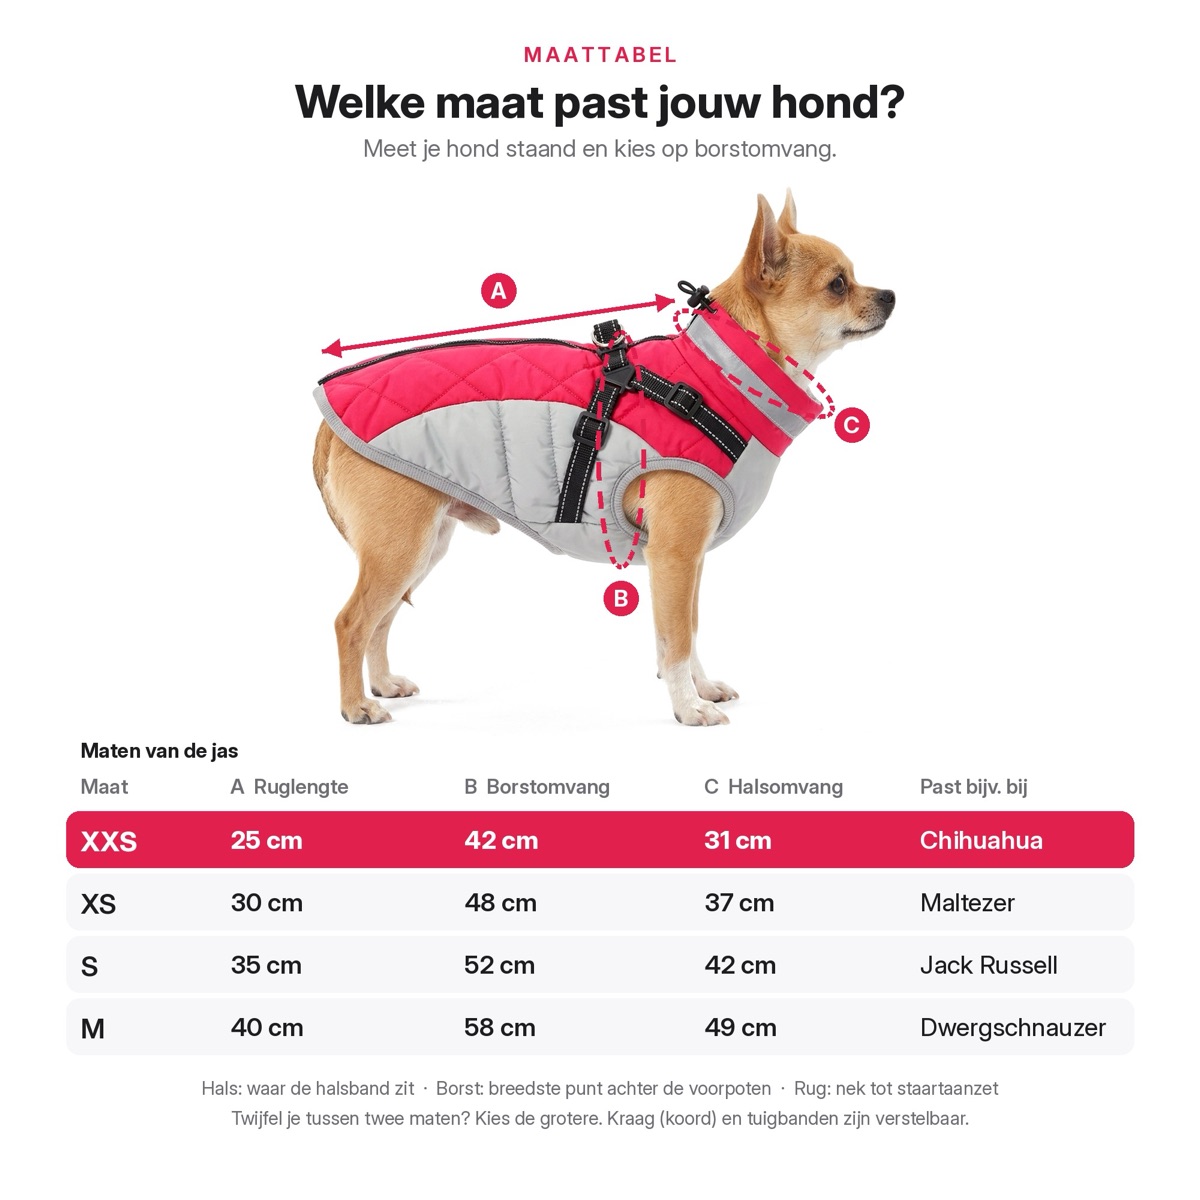 MAATTABEL
Welke maat past jouw hond?
Meet je hond staand en kies op borstomvang.
A
C
B
Maten van de jas
Maat A Ruglengte B Borstomvang C Halsomvang Past bijv. bij
XXS 25 cm 42 cm 31 cm Chihuahua
XS 30 cm 48 cm 37 cm Maltezer
S 35 cm 52 cm 42 cm Jack Russell
M 40 cm 58 cm 49 cm Dwergschnauzer
Hals: waar de halsband zit · Borst: breedste punt achter de voorpoten · Rug: nek tot staartaanzet
Twijfel je tussen twee maten? Kies de grotere. Kraag (koord) en tuigbanden zijn verstelbaar.